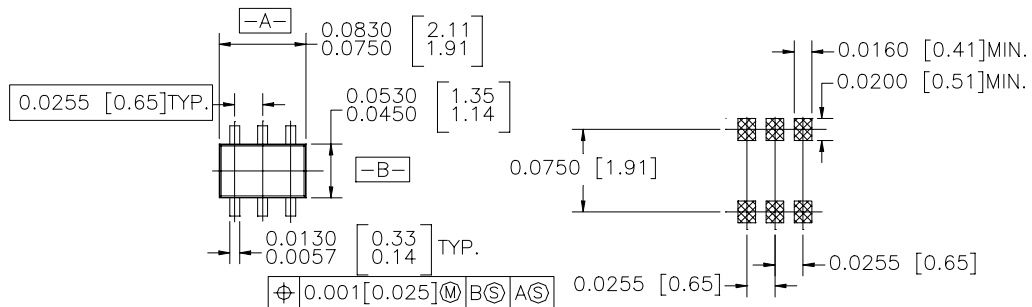 -A-
0.0830 [2.11]
0.0750 [1.91]
0.0160 [0.41]MIN.
0.0200 [0.51]MIN.
0.0255 [0.65]TYP.
0.0530 [1.35]
0.0450 [1.14]
-B-
0.0750 [1.91]
0.0130 [0.33] TYP.
0.0057 [0.14]
⌖ 0.001[0.025]Ⓜ BⓈ AⓈ
0.0255 [0.65]
0.0255 [0.65]